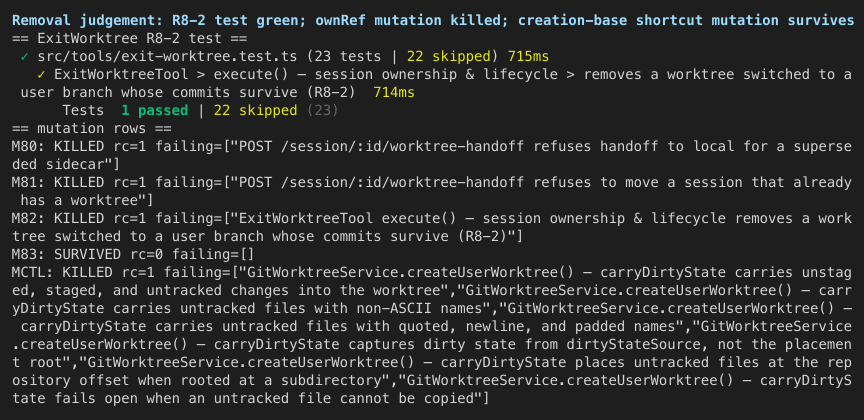 Removal judgement: R8-2 test green; ownRef mutation killed; creation-base shortcut mutation survives
== ExitWorktree R8-2 test ==
✓ src/tools/exit-worktree.test.ts (23 tests | 22 skipped) 715ms
✓ ExitWorktreeTool > execute() — session ownership & lifecycle > removes a worktree switched to a
user branch whose commits survive (R8-2)  714ms
Tests  1 passed | 22 skipped (23)
== mutation rows ==
M80: KILLED rc=1 failing=["POST /session/:id/worktree-handoff refuses handoff to local for a superse
ded sidecar"]
M81: KILLED rc=1 failing=["POST /session/:id/worktree-handoff refuses to move a session that already
has a worktree"]
M82: KILLED rc=1 failing=["ExitWorktreeTool execute() — session ownership & lifecycle removes a work
tree switched to a user branch whose commits survive (R8-2)"]
M83: SURVIVED rc=0 failing=[]
MCTL: KILLED rc=1 failing=["GitWorktreeService.createUserWorktree() — carryDirtyState carries unstag
ed, staged, and untracked changes into the worktree","GitWorktreeService.createUserWorktree() — carr
yDirtyState carries untracked files with non-ASCII names","GitWorktreeService.createUserWorktree() —
carryDirtyState carries untracked files with quoted, newline, and padded names","GitWorktreeService
.createUserWorktree() — carryDirtyState captures dirty state from dirtyStateSource, not the placemen
t root","GitWorktreeService.createUserWorktree() — carryDirtyState places untracked files at the rep
ository offset when rooted at a subdirectory","GitWorktreeService.createUserWorktree() — carryDirtyS
tate fails open when an untracked file cannot be copied"]